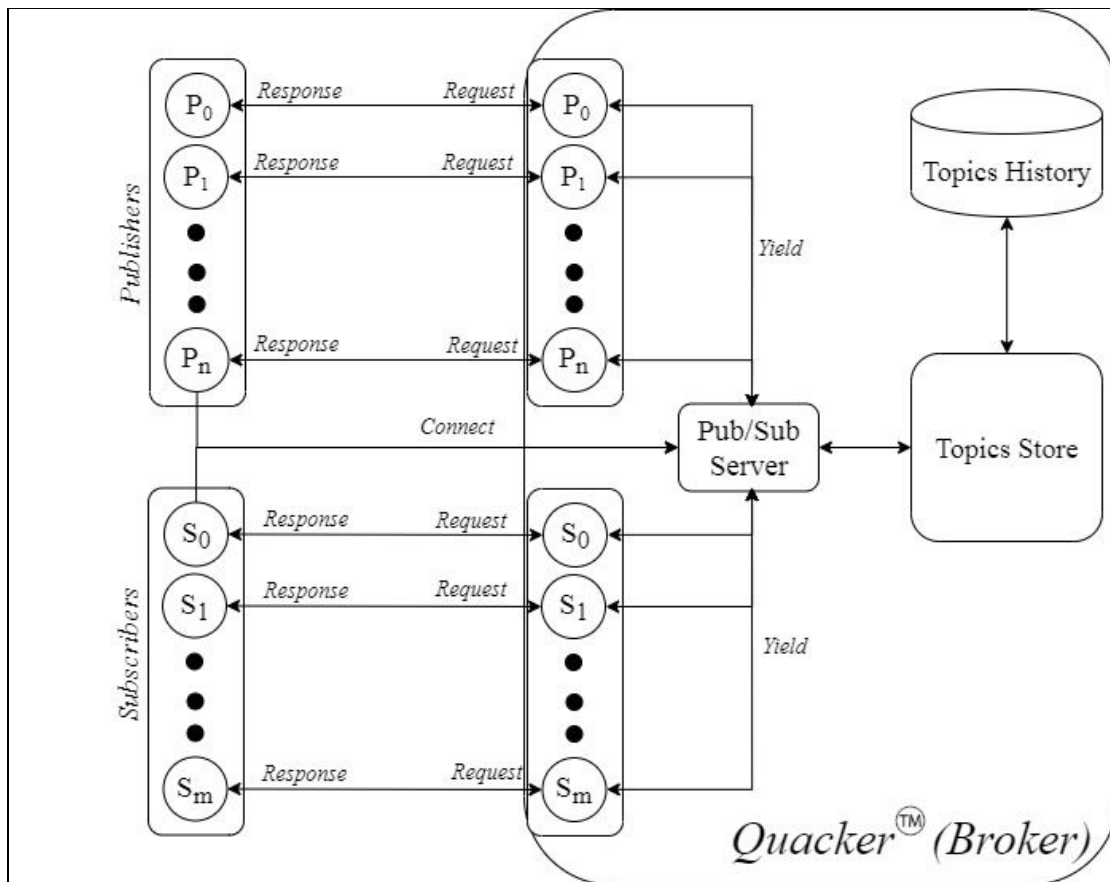 Publishers
P0
Response
Request
P0
P1
Response
Request
P1
Pn
Response
Request
Pn
Yield
Topics History
Connect
Pub/Sub
Server
Topics Store
Subscribers
S0
Response
Request
S0
S1
Response
Request
S1
Sm
Response
Request
Sm
Yield
Quacker™ (Broker)